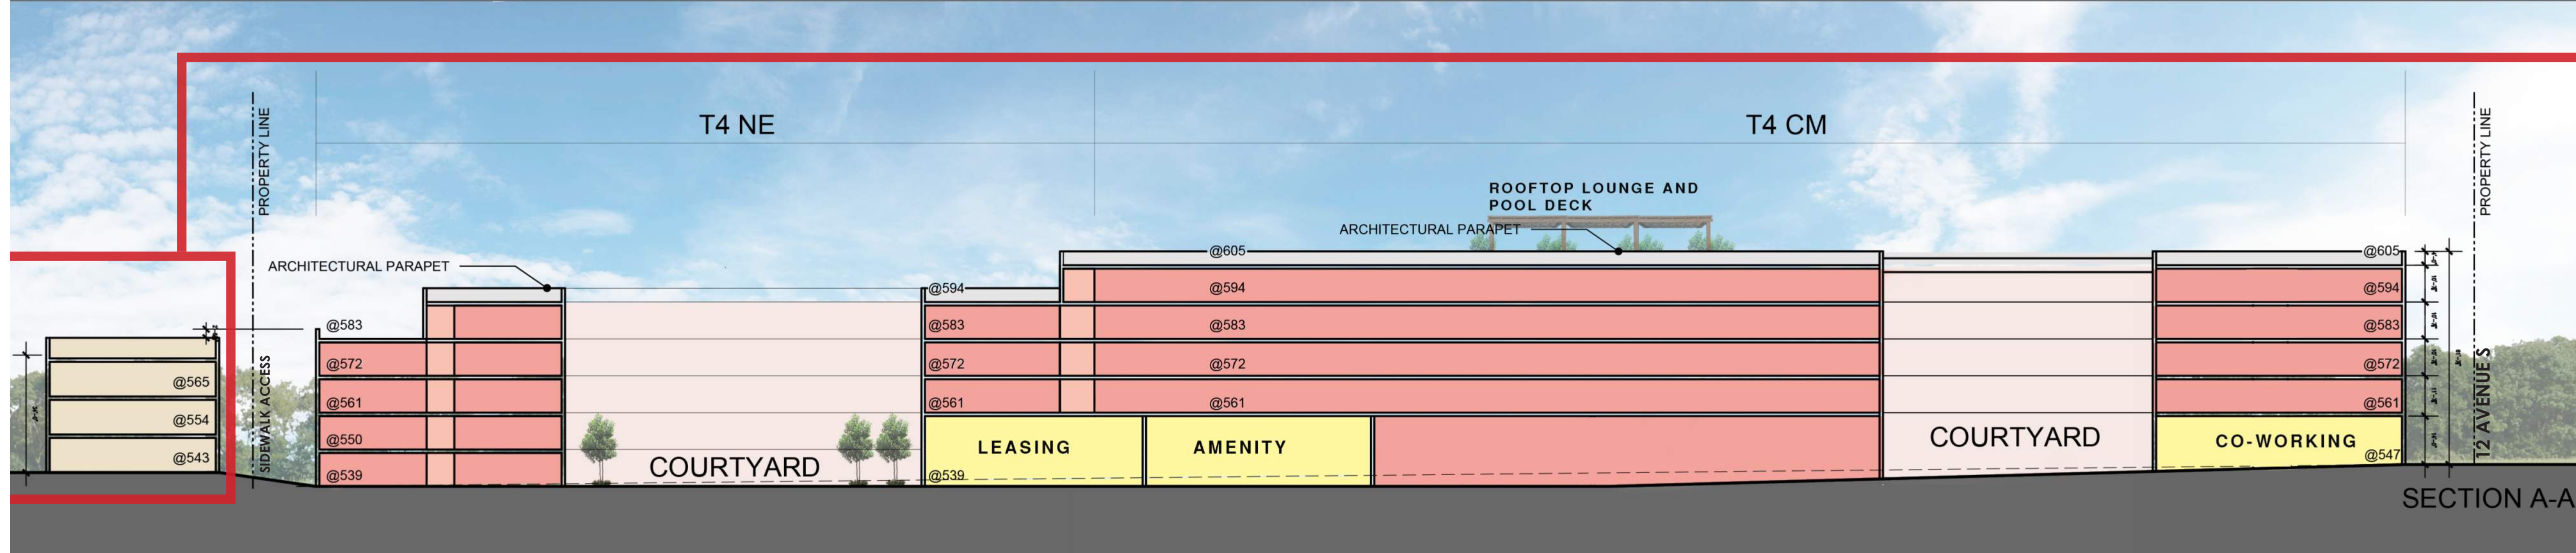 T4 NE
T4 CM
PROPERTY LINE
PROPERTY LINE
ROOFTOP LOUNGE AND
POOL DECK
ARCHITECTURAL PARAPET
ARCHITECTURAL PARAPET
@605
@605
@594
@594
@594
@583
@583
@583
@583
@572
@572
@572
@572
@565
@561
@561
@561
@561
@554
@550
@543
@539
@539
@547
SIDEWALK ACCESS
COURTYARD
LEASING
AMENITY
COURTYARD
CO-WORKING
12 AVENUE S
SECTION A-A